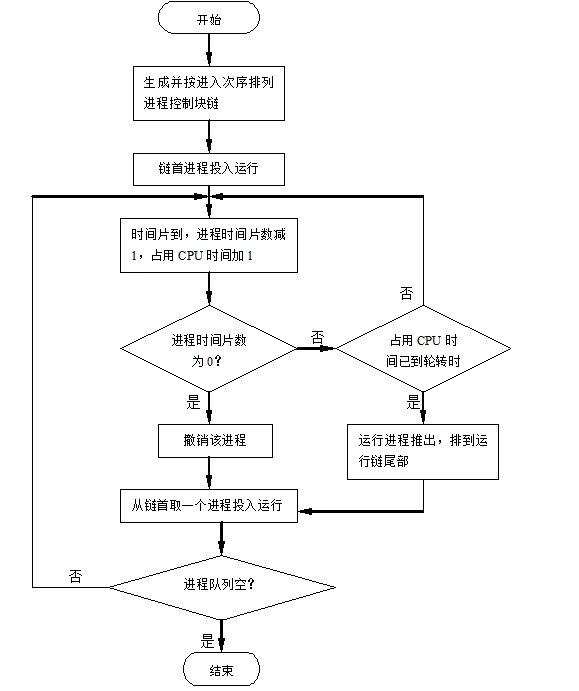 开始
生成并按进入次序排列
进程控制块链
链首进程投入运行
时间片到，进程时间片数减
1，占用 CPU 时间加 1
否
进程时间片数
为 0？
否
占用 CPU 时
间已到轮转时
是
是
撤销该进程
运行进程推出，排到运
行链尾部
从链首取一个进程投入运行
否
进程队列空？
是
结束